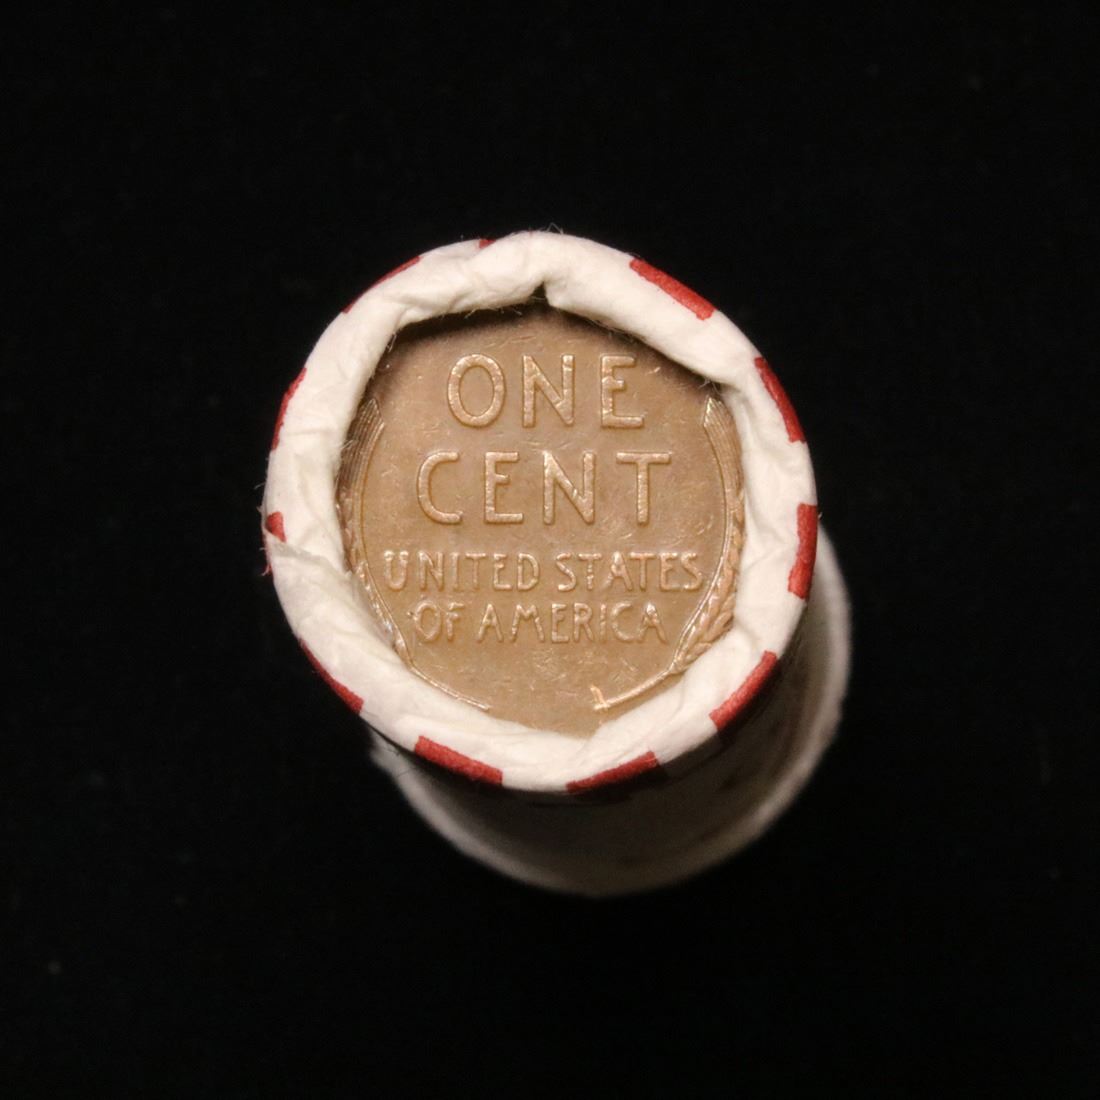 ONE
CENT
UNITED STATES
OF AMERICA